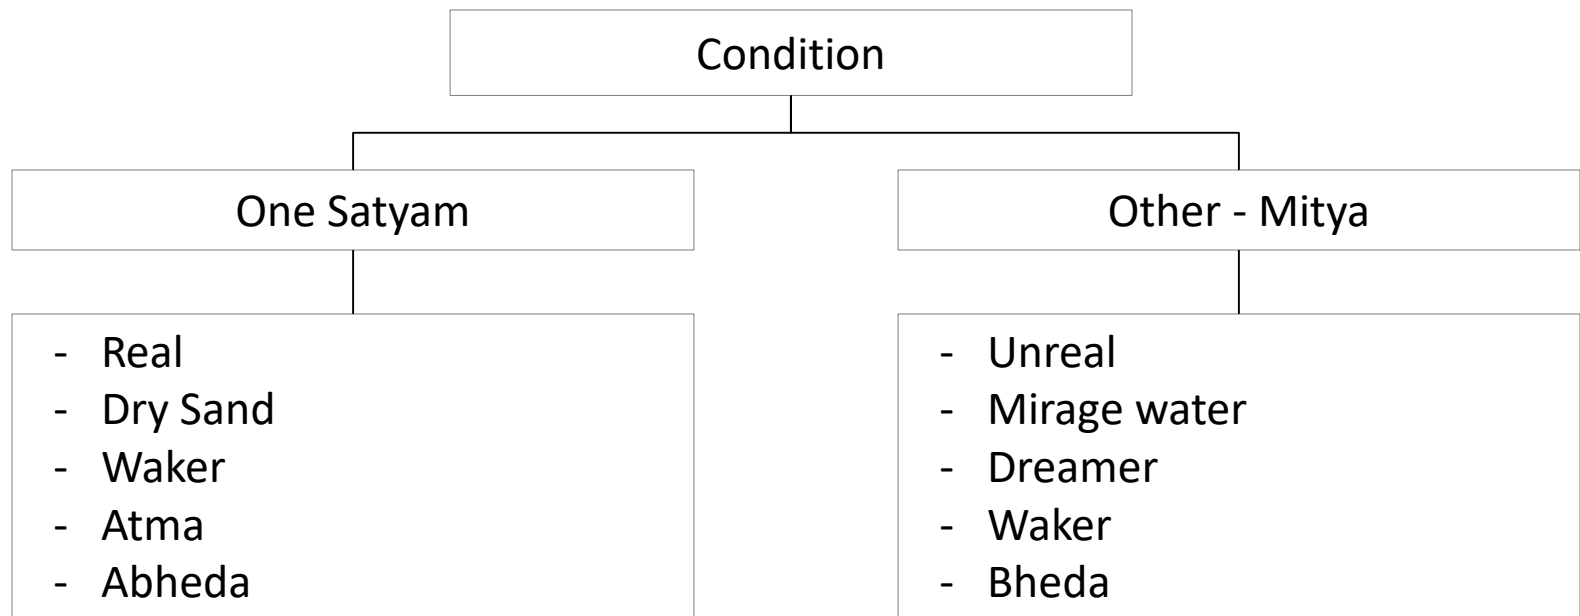 Condition
One Satyam
Other - Mitya
- Real
- Dry Sand
- Waker
- Atma
- Abheda
- Unreal
- Mirage water
- Dreamer
- Waker
- Bheda